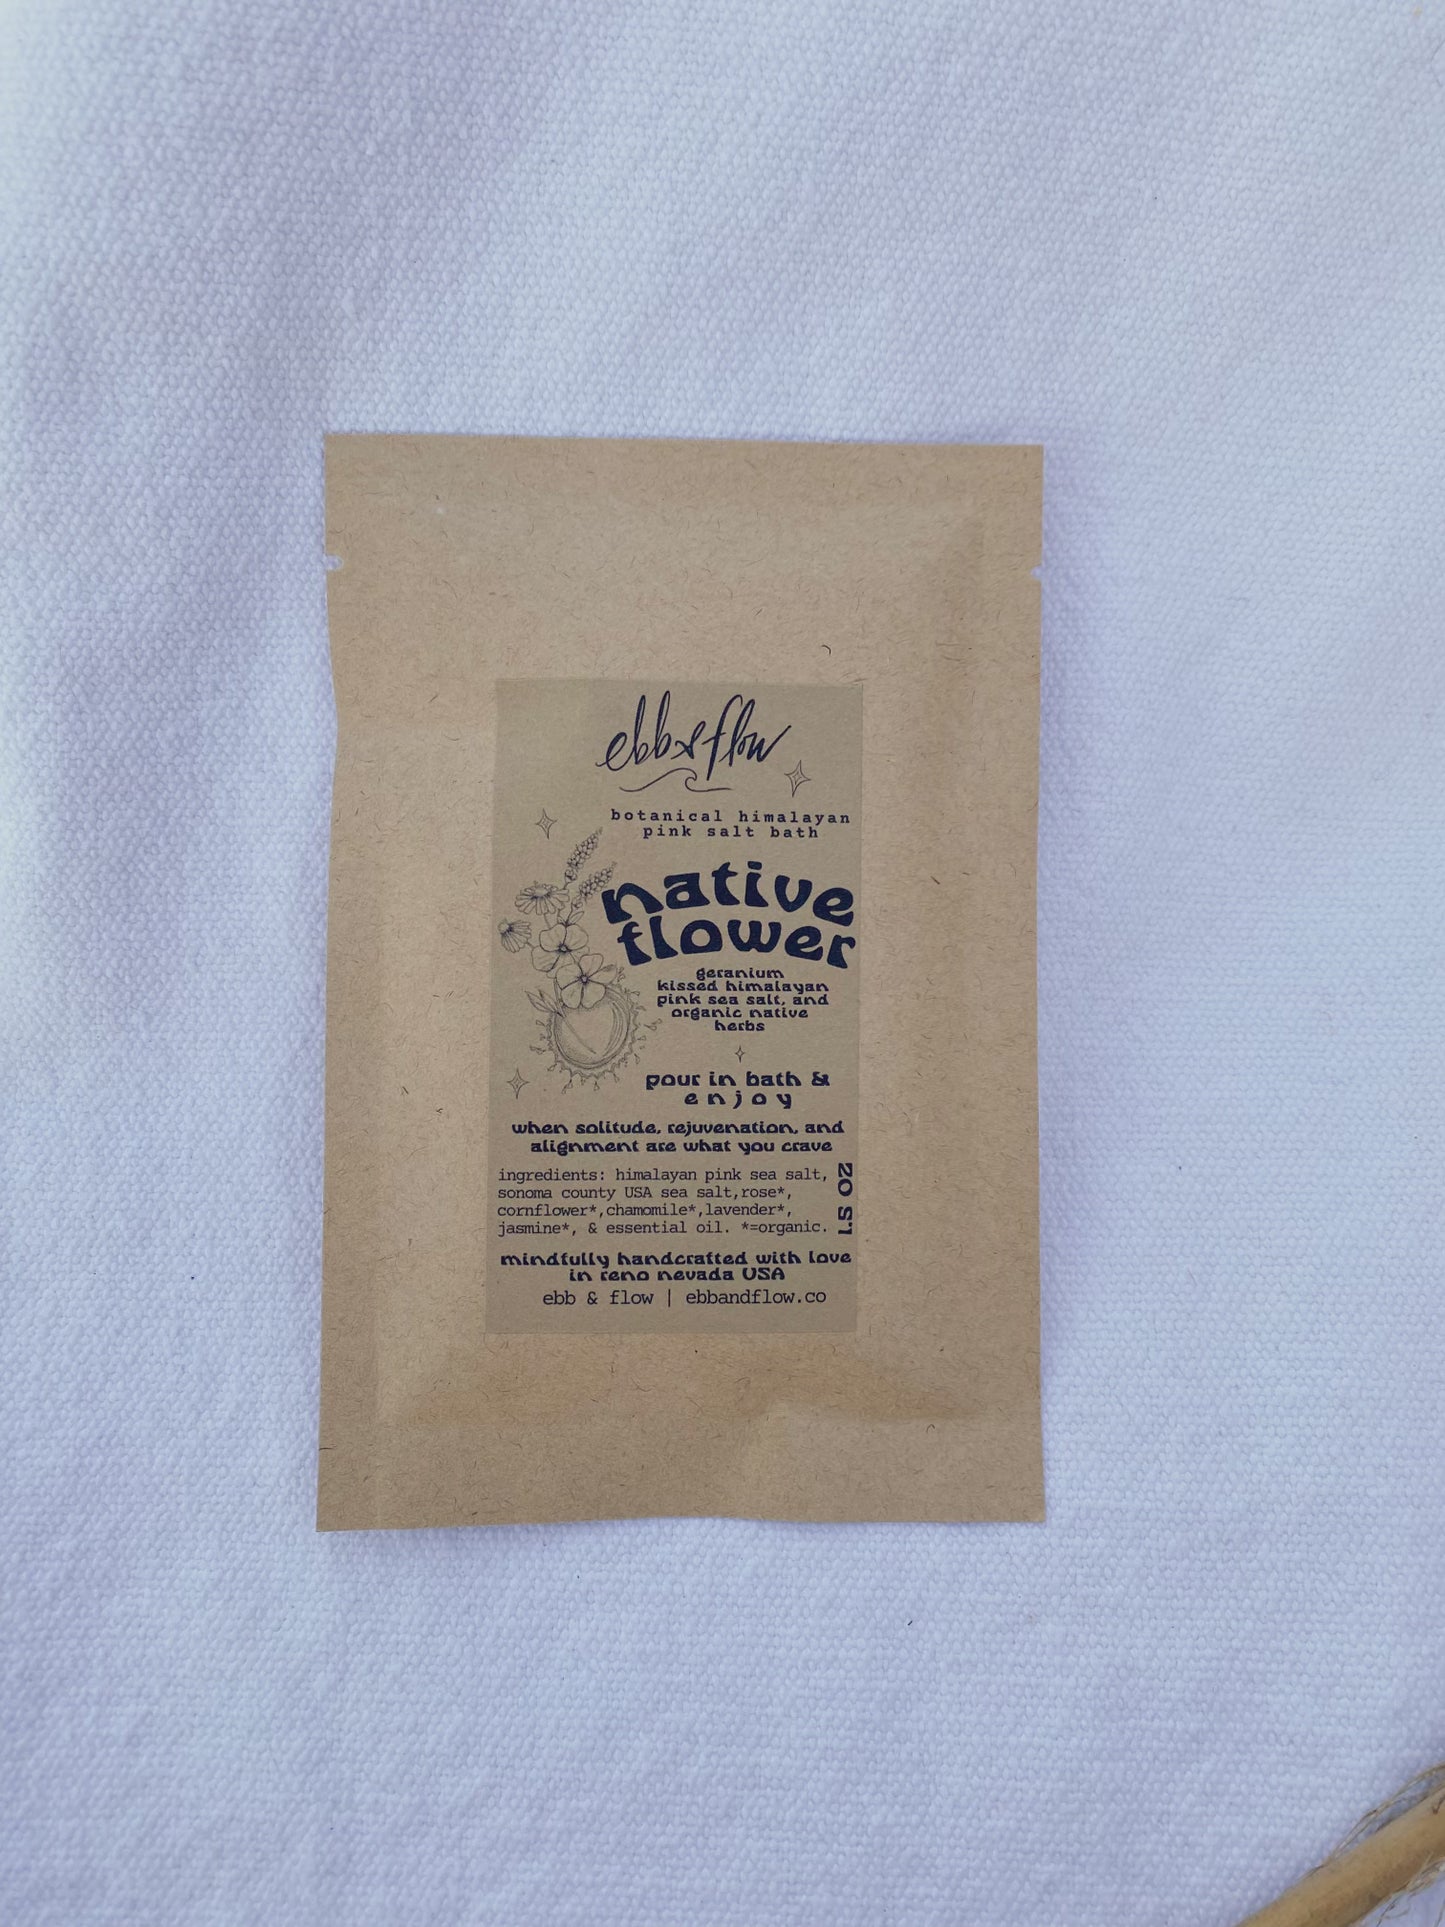 ebb & flow
botanical himalayan
pink salt bath
native
flower
geranium
kissed himalayan
pink sea salt, and
organic native
herbs
pour in bath &
enjoy
when solitude, rejuvenation, and
alignment are what you crave
ingredients: himalayan pink sea salt,
sonoma county USA sea salt,rose*,
cornflower*,chamomile*,lavender*,
jasmine*, & essential oil. *=organic.
1.5 oz
mindfully handcrafted with love
in reno nevada USA
ebb & flow | ebbandflow.co